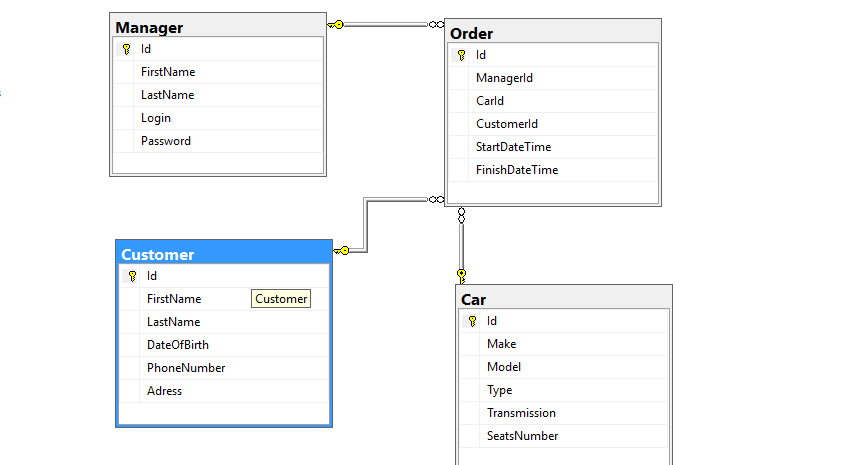 Manager
Id
FirstName
LastName
Login
Password
Order
Id
ManagerId
CarId
CustomerId
StartDateTime
FinishDateTime
Customer
Id
FirstName
Customer
LastName
DateOfBirth
PhoneNumber
Adress
Car
Id
Make
Model
Type
Transmission
SeatsNumber